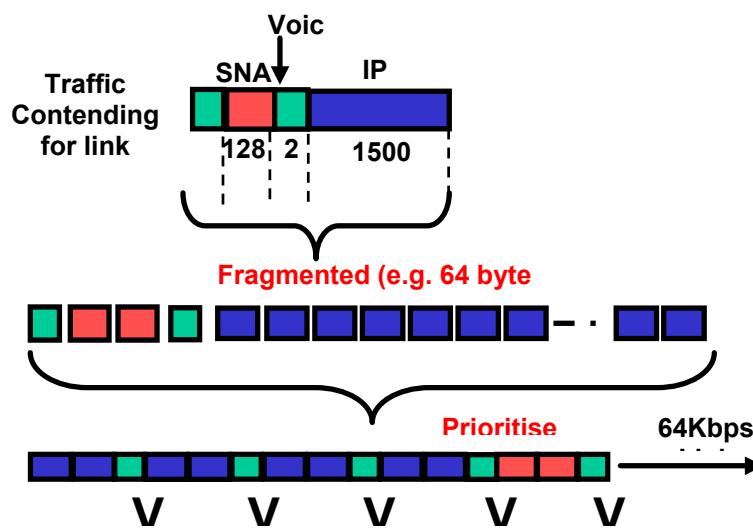 Voic
SNA
IP
Traffic
Contending
for link
128
2
1500
Fragmented (e.g. 64 byte
Prioritise
64Kbps
V V V V V